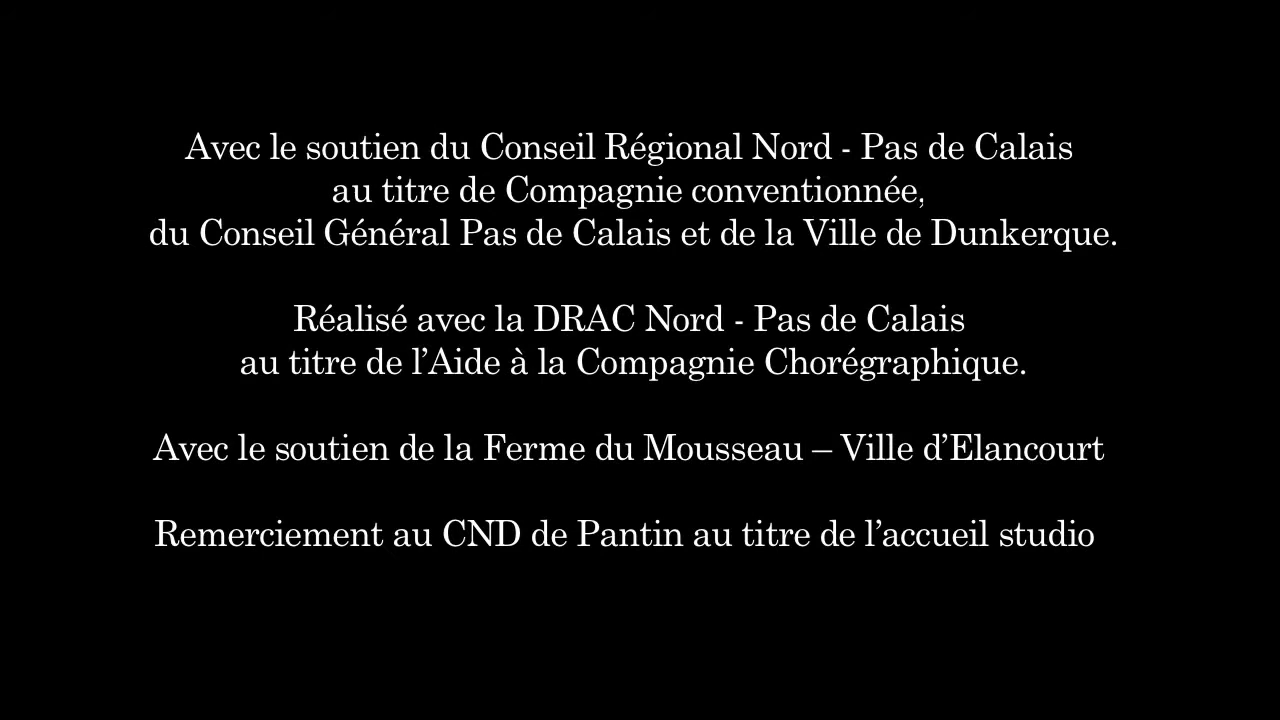 Avec le soutien du Conseil Régional Nord - Pas de Calais
au titre de Compagnie conventionnée,
du Conseil Général Pas de Calais et de la Ville de Dunkerque.
Réalisé avec la DRAC Nord - Pas de Calais
au titre de l’Aide à la Compagnie Chorégraphique.
Avec le soutien de la Ferme du Mousseau – Ville d’Elancourt
Remerciement au CND de Pantin au titre de l’accueil studio